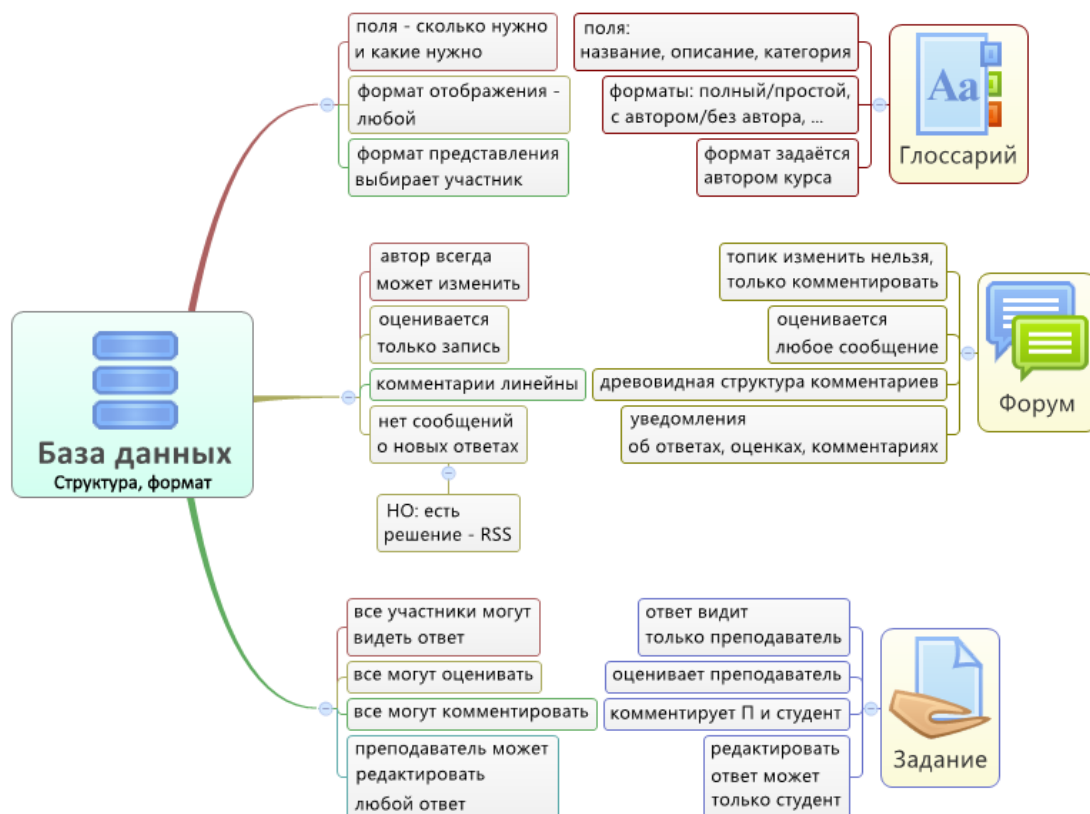 поля - сколько нужно
и какие нужно
формат отображения -
любой
формат представления
выбирает участник
поля:
название, описание, категория
форматы: полный/простой,
с автором/без автора, ...
формат задаётся
автором курса
Aa
Глоссарий
База данных
Структура, формат
автор всегда
может изменить
оценивается
только запись
комментарии линейны
нет сообщений
о новых ответах
НО: есть
решение - RSS
топик изменить нельзя,
только комментировать
оценивается
любое сообщение
древовидная структура комментариев
уведомления
об ответах, оценках, комментариях
Форум
все участники могут
видеть ответ
все могут оценивать
все могут комментировать
преподаватель может
редактировать
любой ответ
ответ видит
только преподаватель
оценивает преподаватель
комментирует П и студент
редактировать
ответ может
только студент
Задание